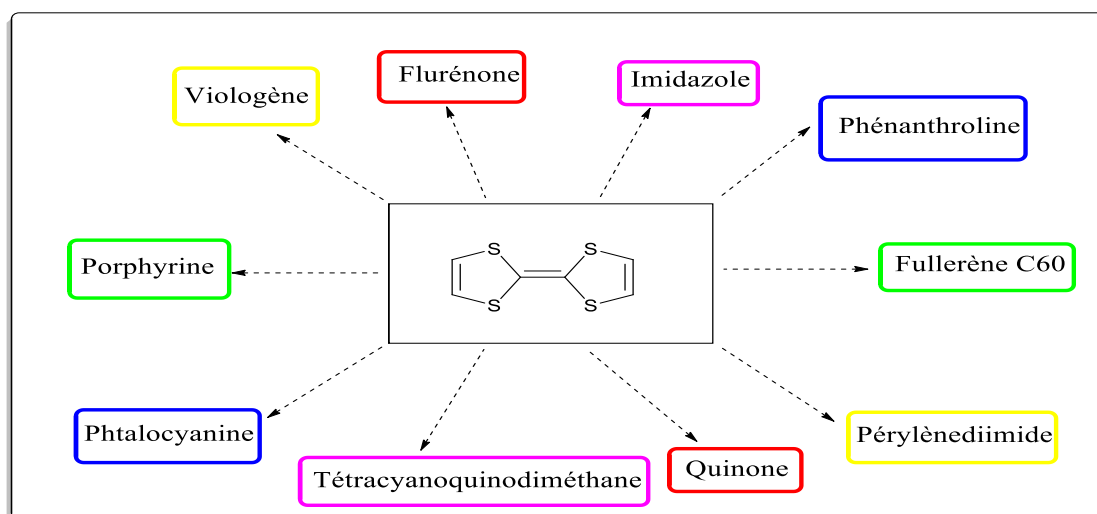 Flurénone
Imidazole
Viologène
Phénanthroline
S
S
Porphyrine
Fullerène C60
S
S
Phtalocyanine
Pérylènediimide
Quinone
Tétracyanoquinodiméthane